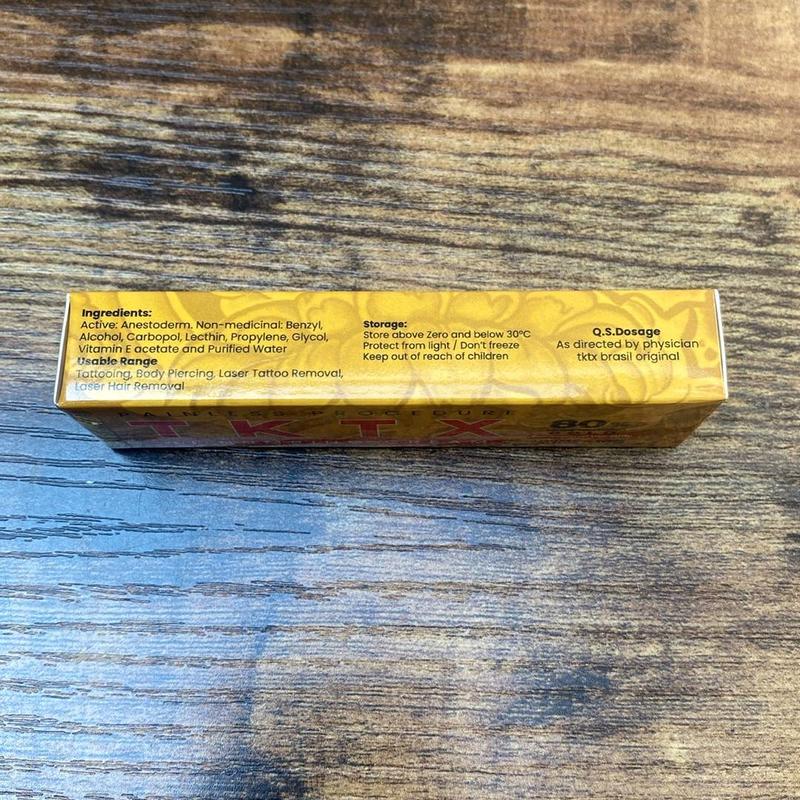 Ingredients:
Active: Anestoderm. Non-medicinal: Benzyl,
Alcohol, Carbopol, Lecthin, Propylene, Glycol,
Vitamin E acetate and Purified Water
Usable Range
Tattooing, Body Piercing, Laser Tattoo Removal,
Laser Hair Removal
Storage:
Store above Zero and below 30°C
Protect from light / Don't freeze
Keep out of reach of children
Q.S.Dosage
As directed by physician
tktx brasil original
PAINLESS PROCEDURE
TKTX